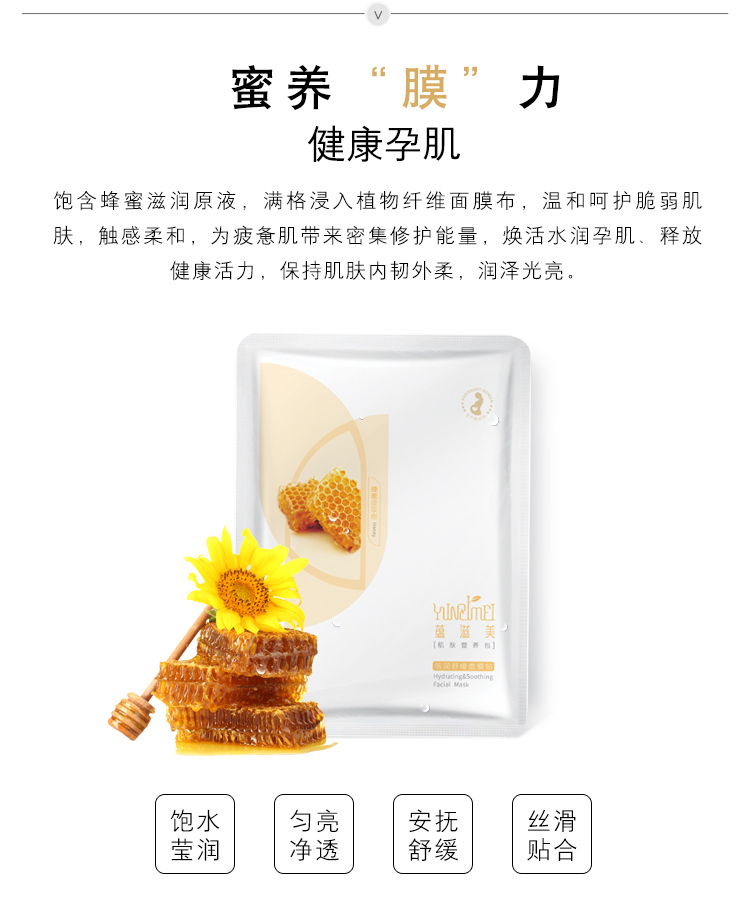 V
蜜养“膜”力
健康孕肌
饱含蜂蜜滋润原液，满格浸入植物纤维面膜布，温和呵护脆弱肌
肤，触感柔和，为疲惫肌带来密集修护能量，焕活水润孕肌、释放
健康活力，保持肌肤内韧外柔，润泽光亮。
YUNZIMEI
蕴滋美
[肌肤营养包]
Hydrating&Soothing
Facial Mask
饱水
莹润
匀亮
净透
安抚
舒缓
丝滑
贴合